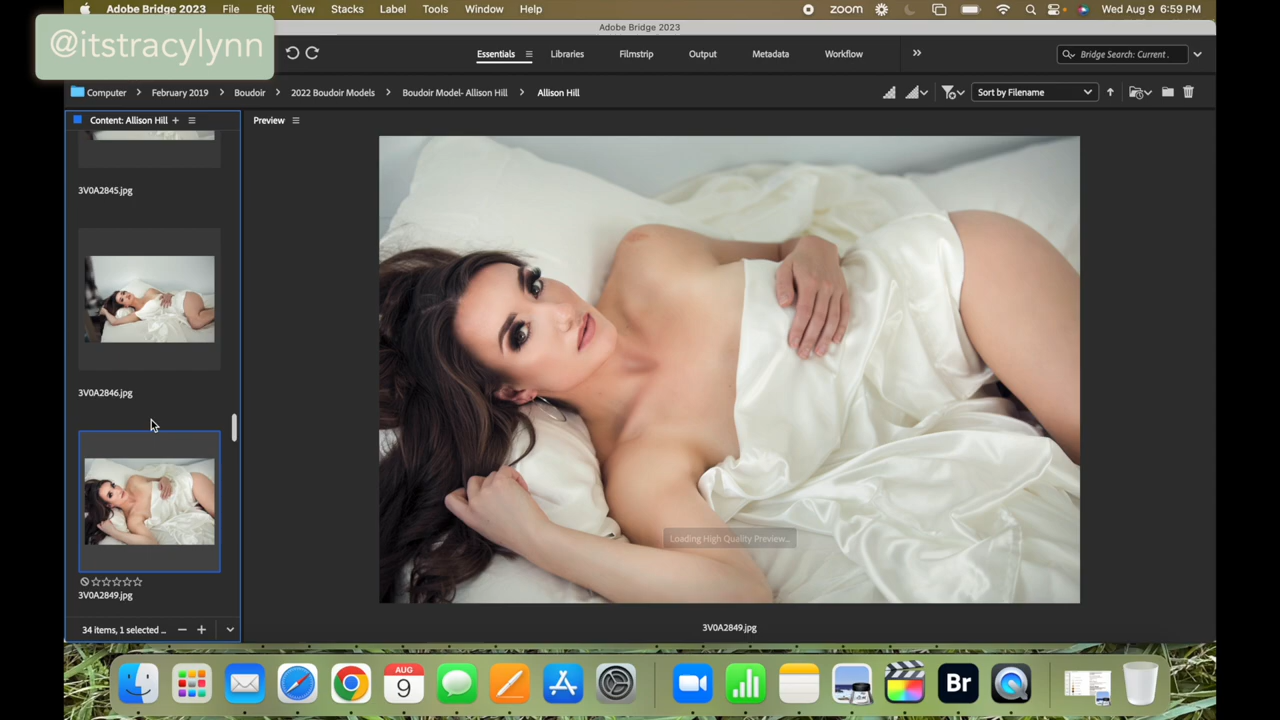 Adobe Bridge 2023 File Edit View Stacks Label Tools Window Help zoom Wed Aug 9 6:59 PM
Adobe Bridge 2023
@itstracylynn
Essentials Libraries Filmstrip Output Metadata Workflow Bridge Search: Current .
Computer February 2019 Boudoir 2022 Boudoir Models Boudoir Model- Allison Hill Allison Hill Sort by Filename
Content: Allison Hill
Preview
3V0A2845.jpg
3V0A2846.jpg
3V0A2849.jpg
34 items, 1 selected ...
Loading High Quality Preview...
3V0A2849.jpg
AUG
9
Br